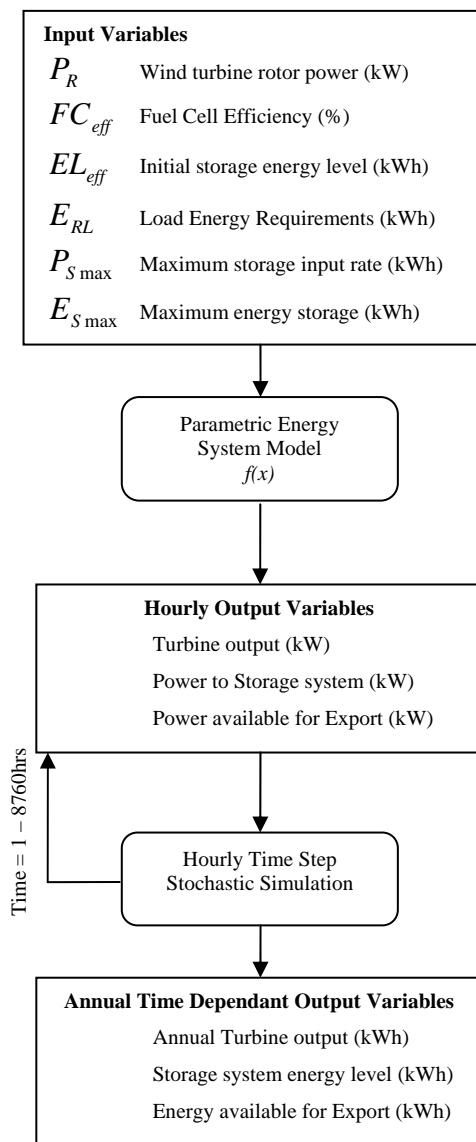 Input Variables
P_R Wind turbine rotor power (kW)
FC_eff Fuel Cell Efficiency (%)
EL_eff Initial storage energy level (kWh)
E_RL Load Energy Requirements (kWh)
P_S max Maximum storage input rate (kWh)
E_S max Maximum energy storage (kWh)
Parametric Energy
System Model
f(x)
Hourly Output Variables
Turbine output (kW)
Power to Storage system (kW)
Power available for Export (kW)
Time = 1 – 8760hrs
Hourly Time Step
Stochastic Simulation
Annual Time Dependant Output Variables
Annual Turbine output (kWh)
Storage system energy level (kWh)
Energy available for Export (kWh)